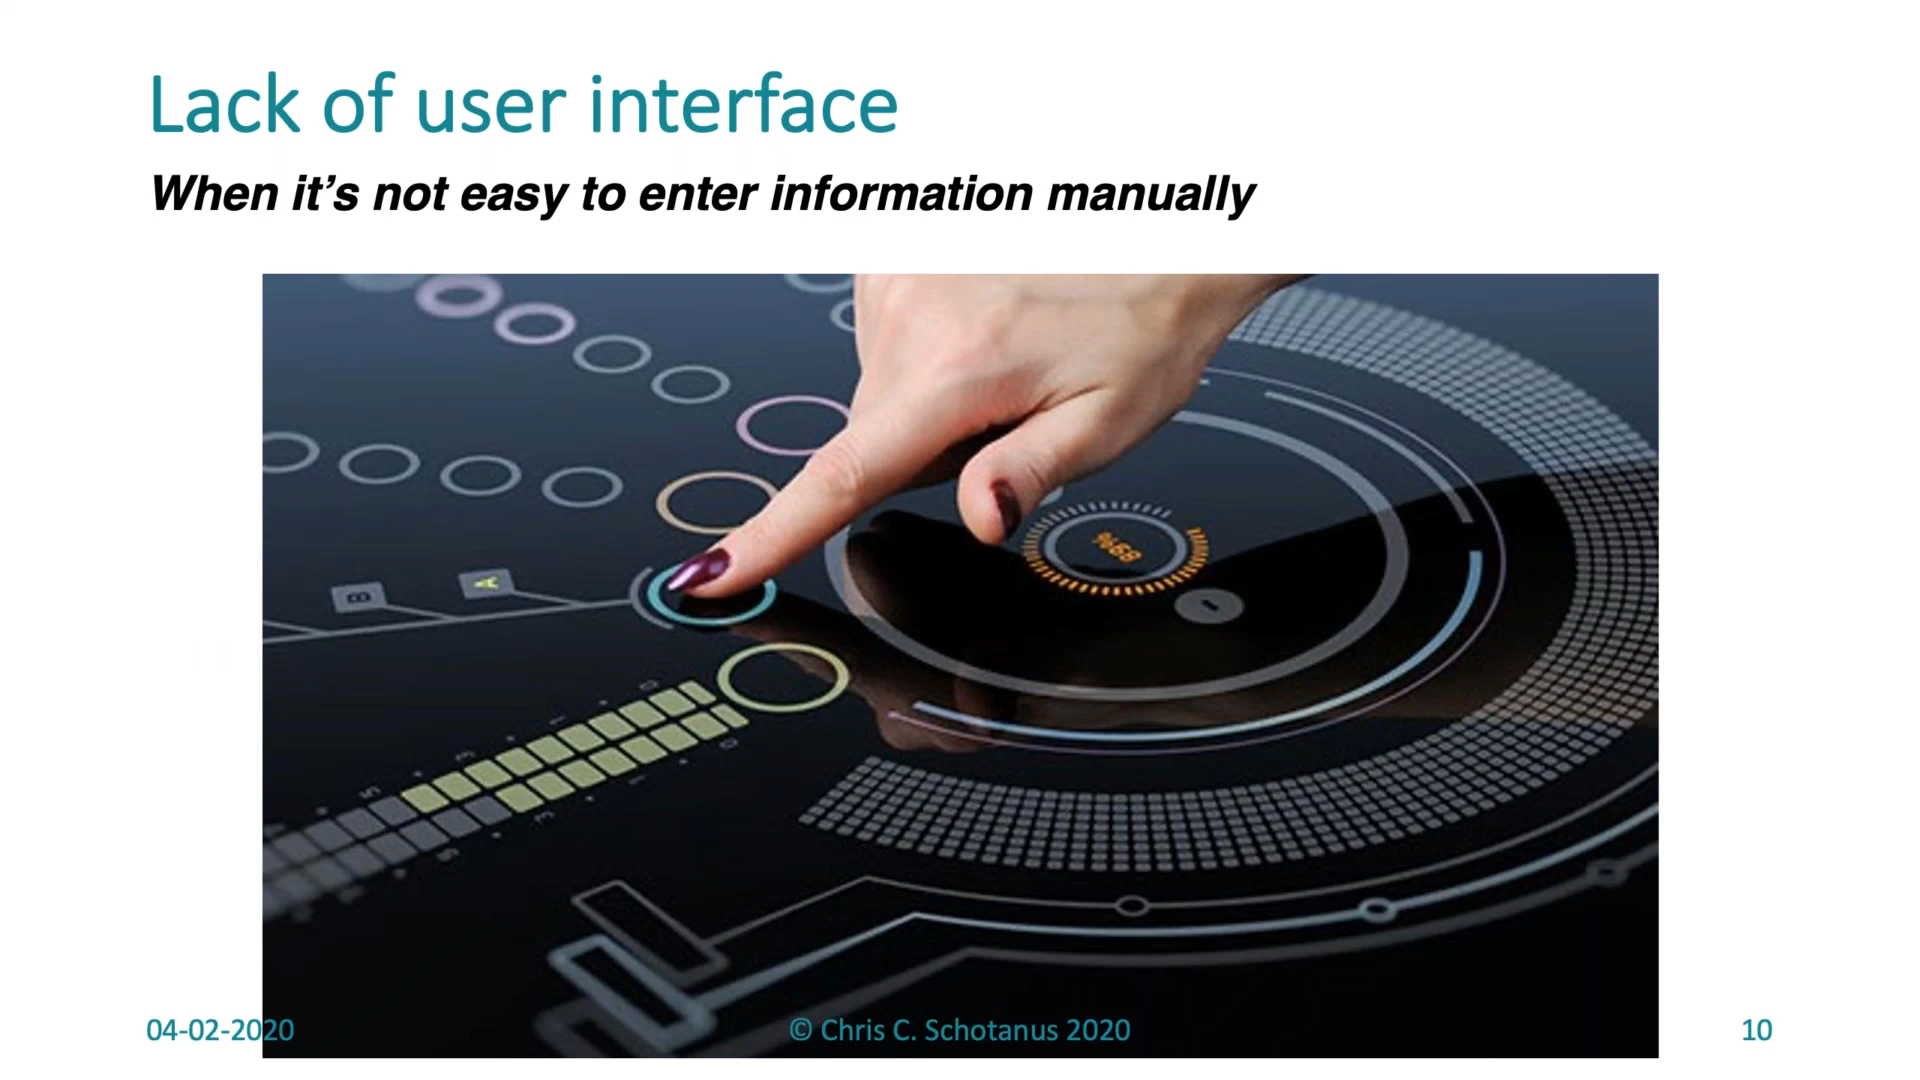 Lack of user interface
When it's not easy to enter information manually
B
A
69%
04-02-2020
© Chris C. Schotanus 2020
10